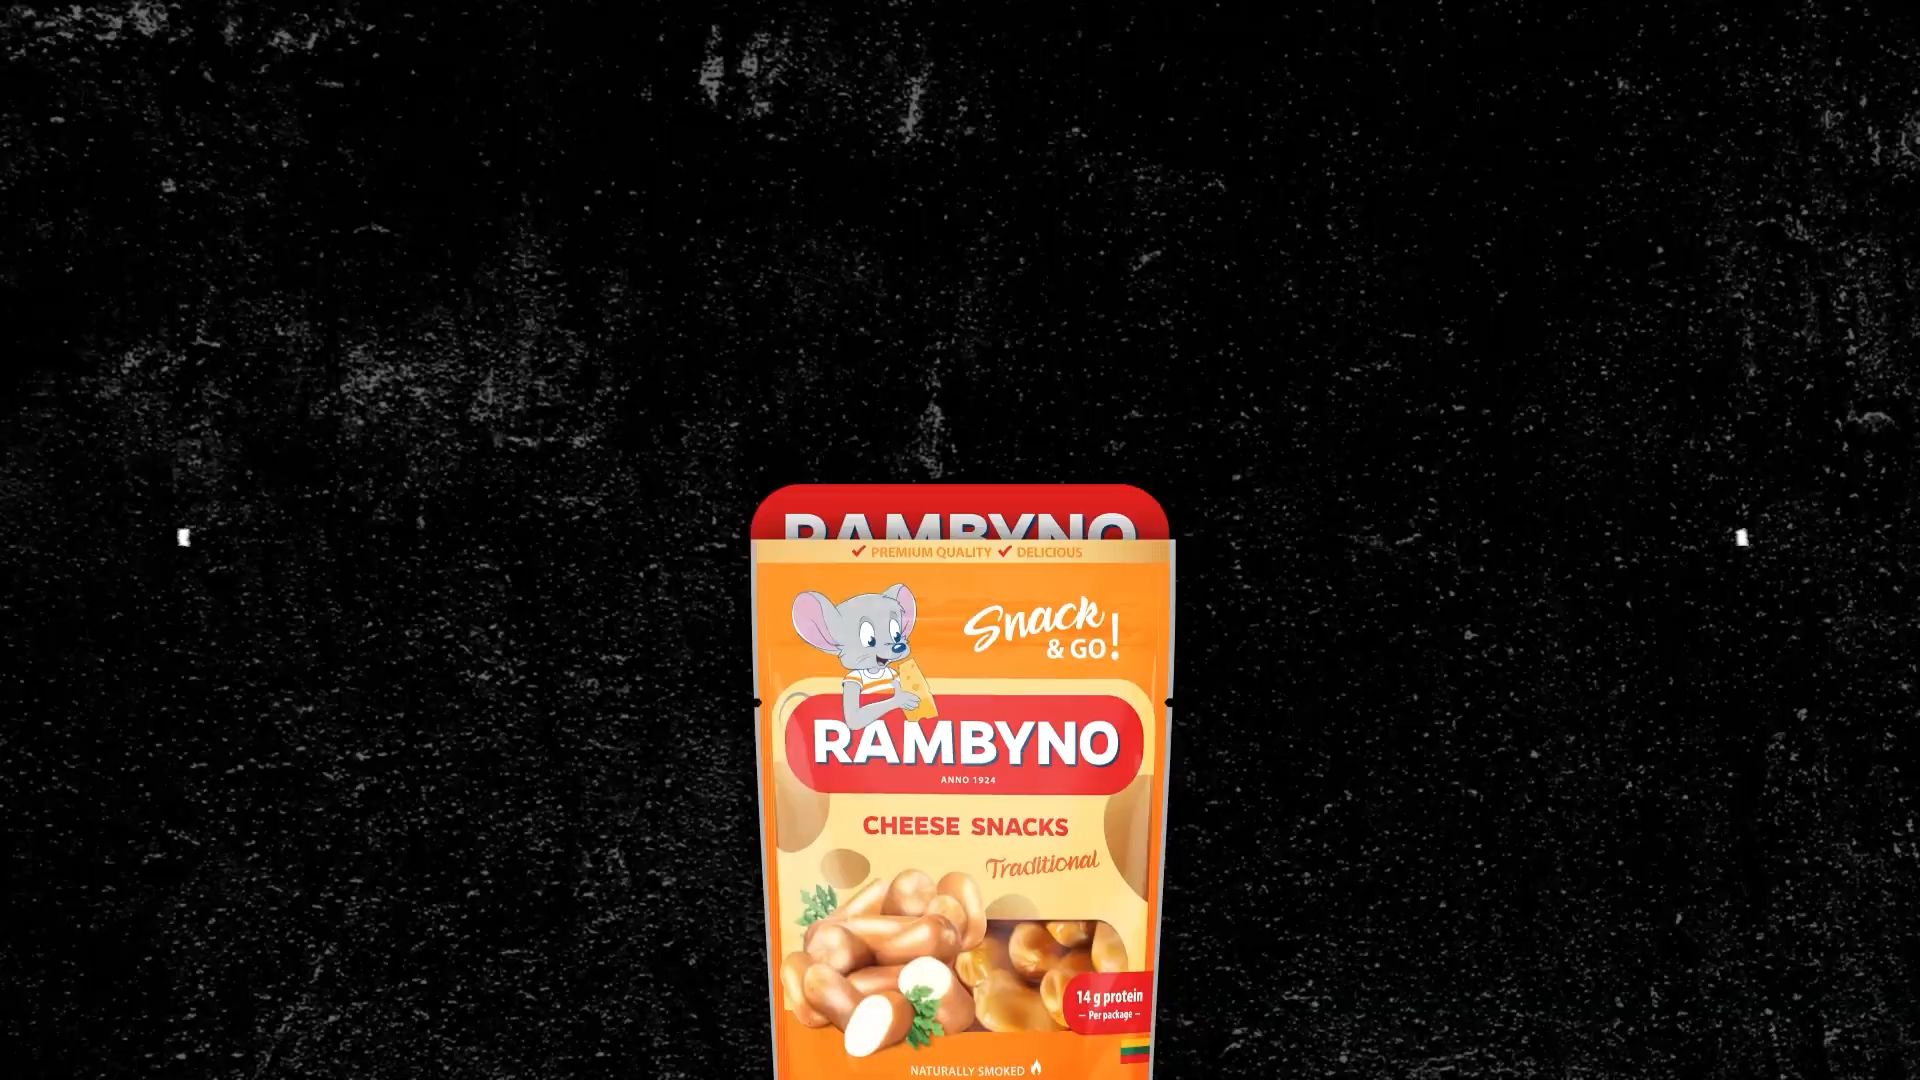 RAMBYNO
PREMIUM QUALITY DELICIOUS
Snack
& GO!
RAMBYNO
ANNO 1924
CHEESE SNACKS
Traditional
14 g protein
– Per package –
NATURALLY SMOKED